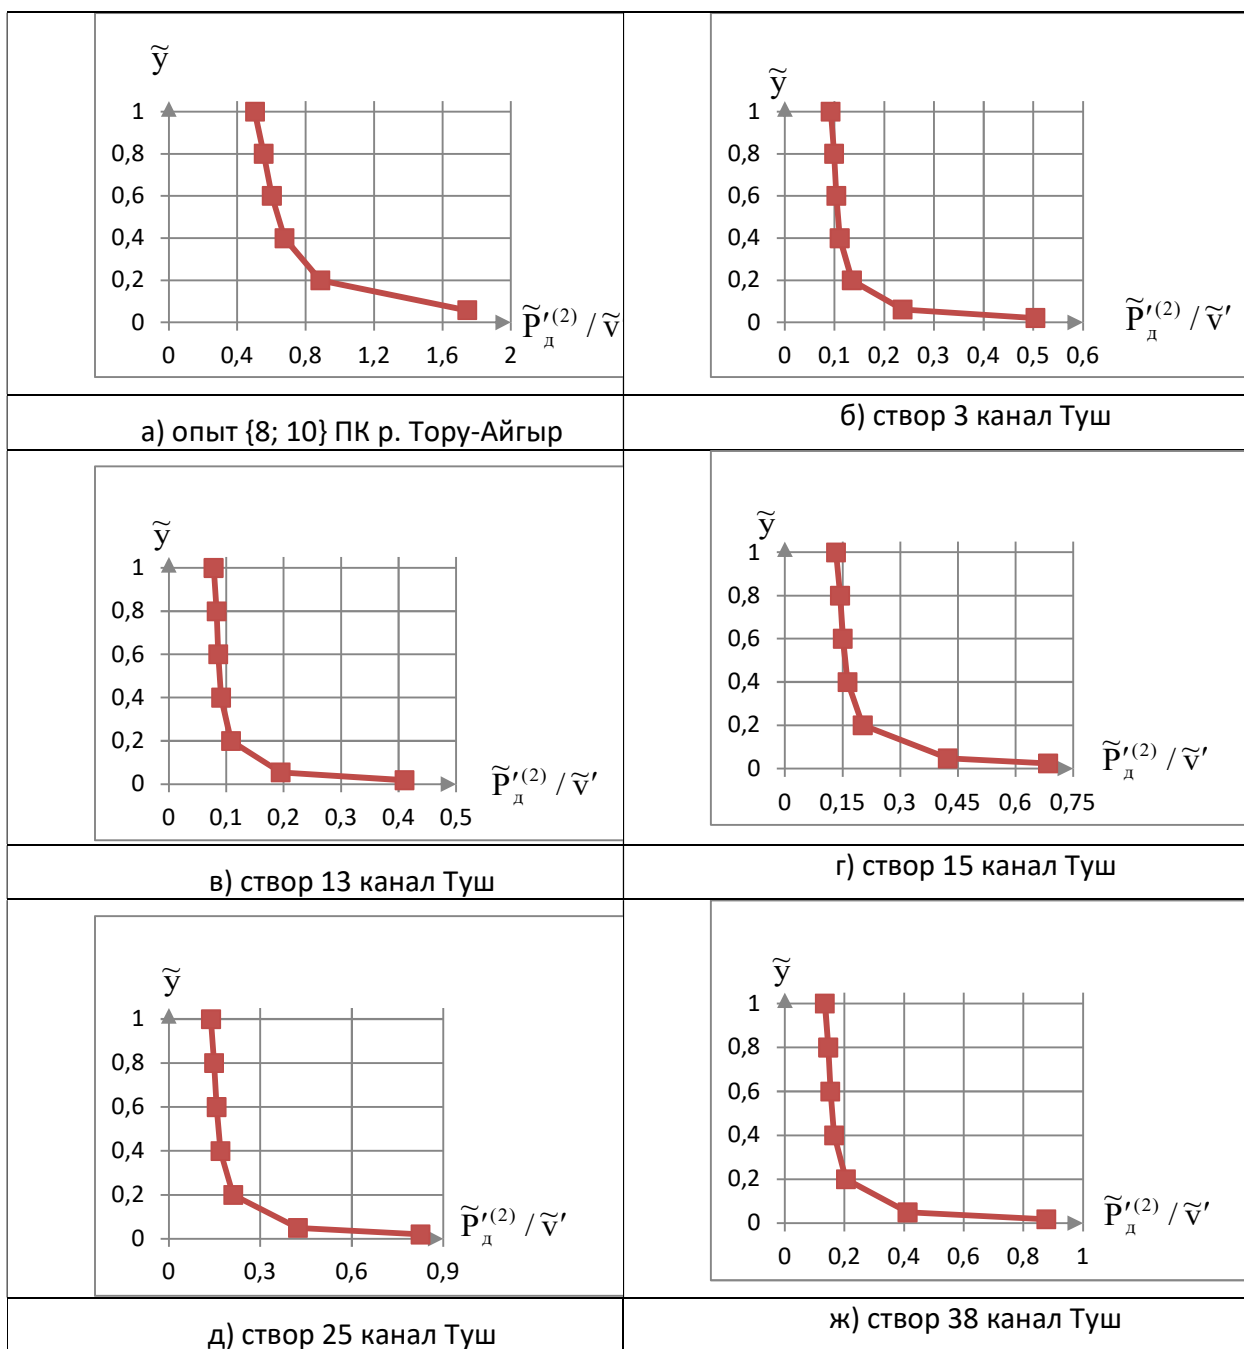 ỹ
1
0,8
0,6
0,4
0,2
0
0 0,4 0,8 1,2 1,6 2
P̃′д(2) / ṽ
а) опыт {8; 10} ПК р. Тору-Айгыр
ỹ
1
0,8
0,6
0,4
0,2
0
0 0,1 0,2 0,3 0,4 0,5 0,6
P̃′д(2) / ṽ′
б) створ 3 канал Туш
ỹ
1
0,8
0,6
0,4
0,2
0
0 0,1 0,2 0,3 0,4 0,5
P̃′д(2) / ṽ′
в) створ 13 канал Туш
ỹ
1
0,8
0,6
0,4
0,2
0
0 0,15 0,3 0,45 0,6 0,75
P̃′д(2) / ṽ′
г) створ 15 канал Туш
ỹ
1
0,8
0,6
0,4
0,2
0
0 0,3 0,6 0,9
P̃′д(2) / ṽ′
д) створ 25 канал Туш
ỹ
1
0,8
0,6
0,4
0,2
0
0 0,2 0,4 0,6 0,8 1
P̃′д(2) / ṽ′
ж) створ 38 канал Туш